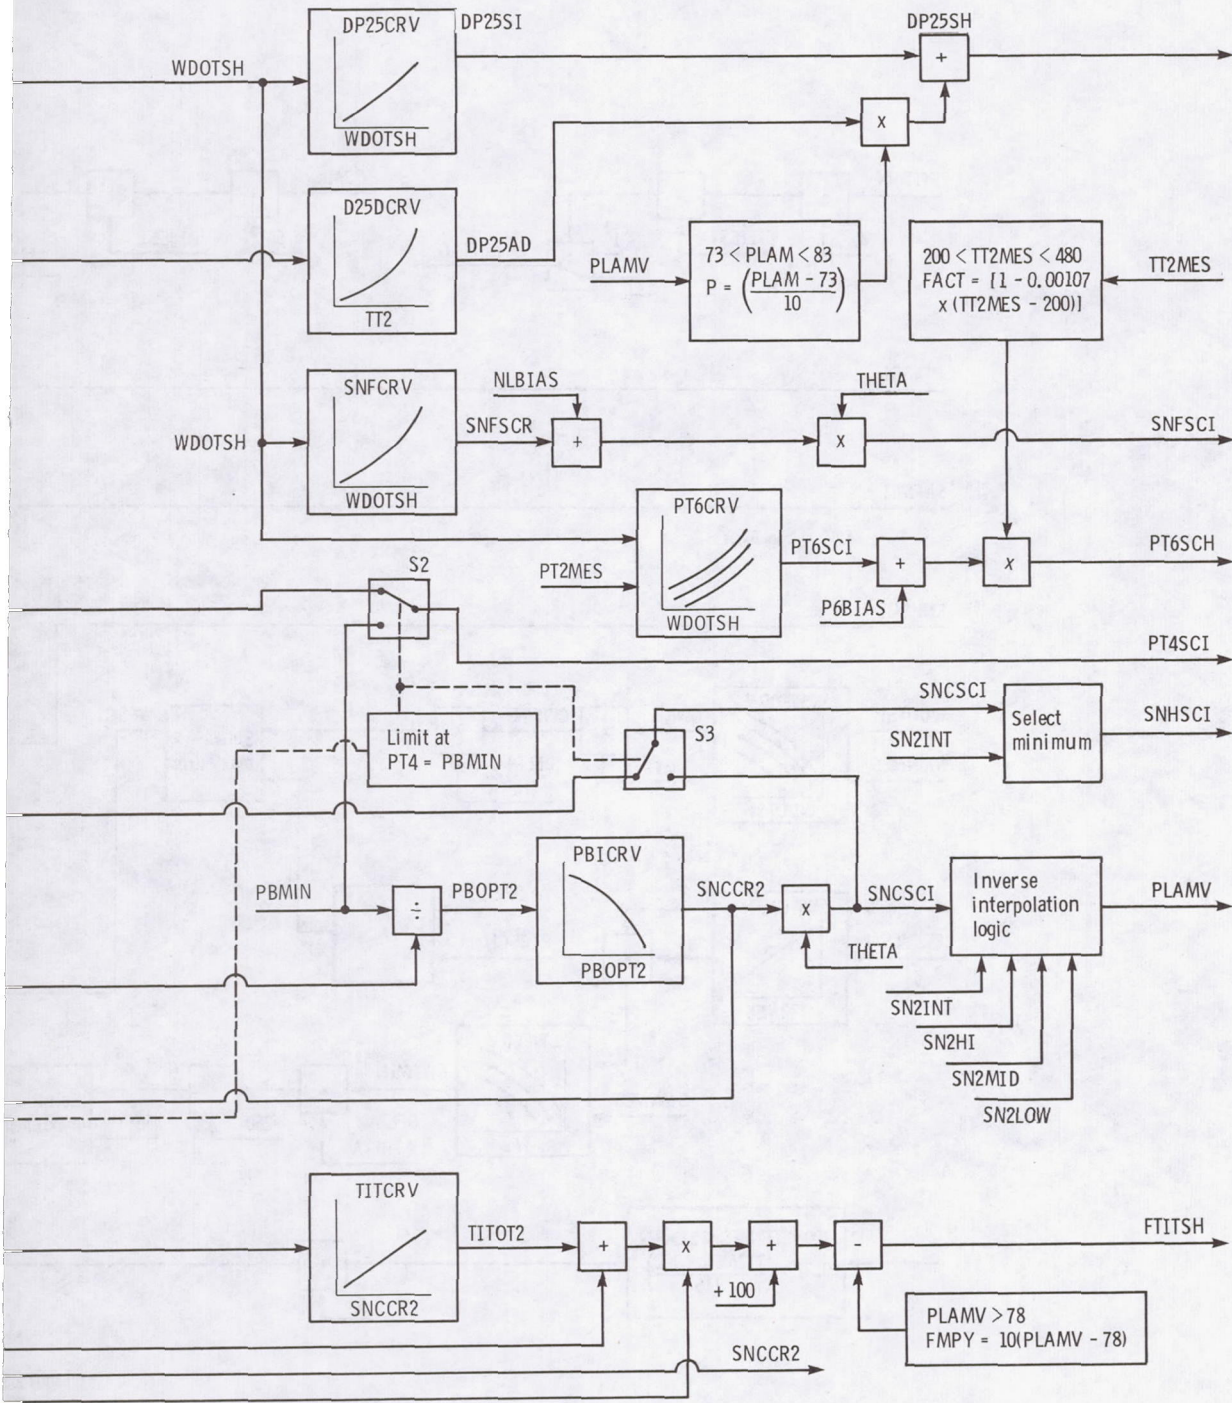 DP25CRV
DP25SI
DP25SH
WDOTSH
+
WDOTSH
x
D25DCRV
DP25AD
TT2
PLAMV
73 < PLAM < 83
P = (PLAM - 73 / 10)
200 < TT2MES < 480
FACT = [1 - 0.00107
x (TT2MES - 200)]
TT2MES
SNFCRV
NLBIAS
THETA
WDOTSH
SNFSCR
+
x
SNFSCI
WDOTSH
PT6CRV
PT2MES
PT6SCI
+
x
PT6SCH
P6BIAS
WDOTSH
S2
PT4SCI
Limit at
PT4 = PBMIN
S3
SNCSCI
SN2INT
Select
minimum
SNHSCI
PBICRV
PBMIN
÷
PBOPT2
SNCCR2
x
SNCSCI
Inverse
interpolation
logic
PLAMV
PBOPT2
THETA
SN2INT
SN2HI
SN2MID
SN2LOW
TITCRV
TITOT2
+
x
+
-
FTITSH
SNCCR2
+ 100
PLAMV > 78
FMPY = 10(PLAMV - 78)
SNCCR2